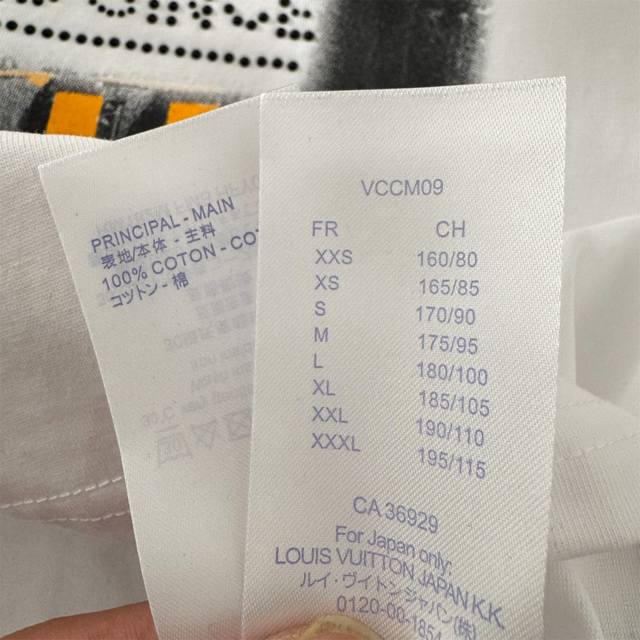 PRINCIPAL - MAIN
表地/本体 - 主料
100% COTON - COT
コットン - 棉
VCCM09
FR CH
XXS 160/80
XS 165/85
S 170/90
M 175/95
L 180/100
XL 185/105
XXL 190/110
XXXL 195/115
CA 36929
For Japan only:
LOUIS VUITTON JAPAN K.K.
ルイ・ヴィトンジャパン(株)
0120-00-1854